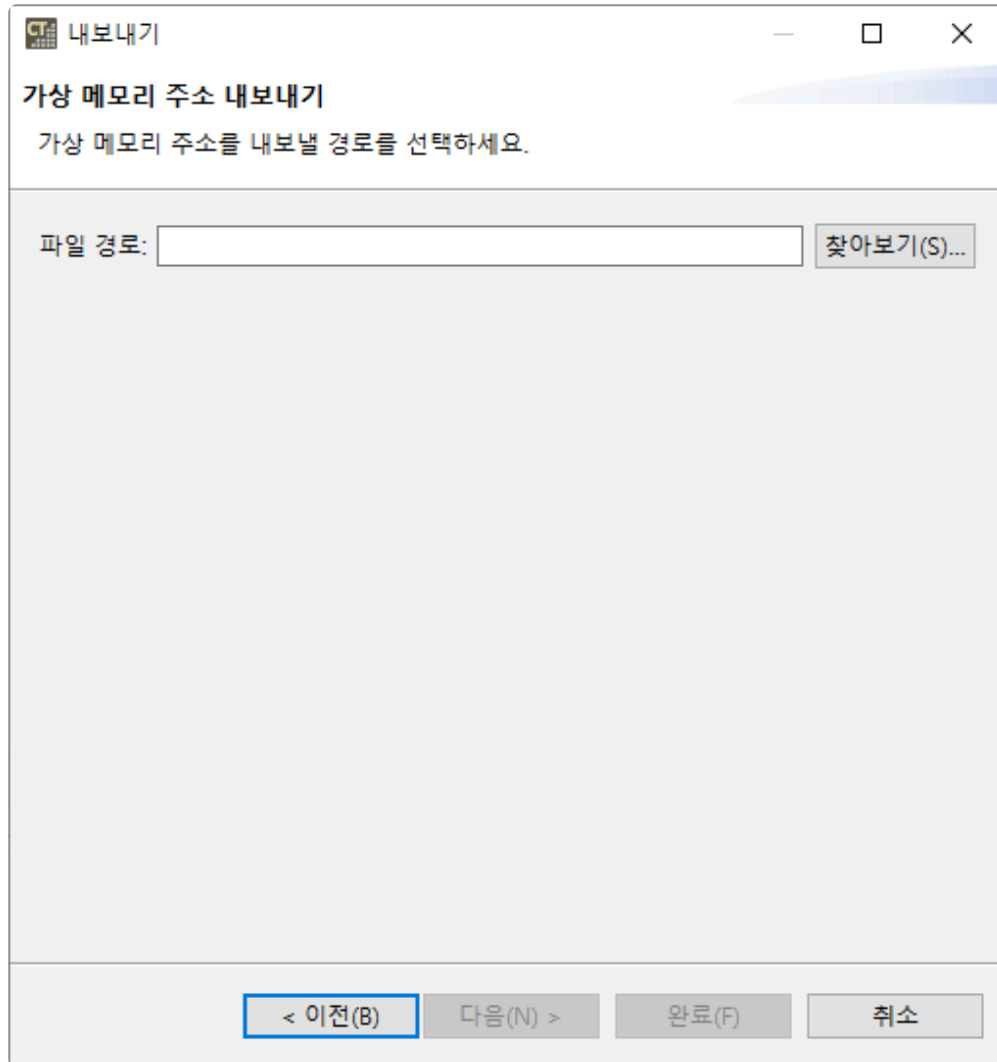 CT 내보내기
가상 메모리 주소 내보내기
가상 메모리 주소를 내보낼 경로를 선택하세요.
파일 경로: 찾아보기(S)...
< 이전(B) 다음(N) > 완료(F) 취소